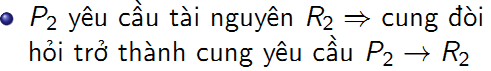 • P₂ yêu cầu tài nguyên R₂ ⇒ cung đòi
hỏi trở thành cung yêu cầu P₂ → R₂